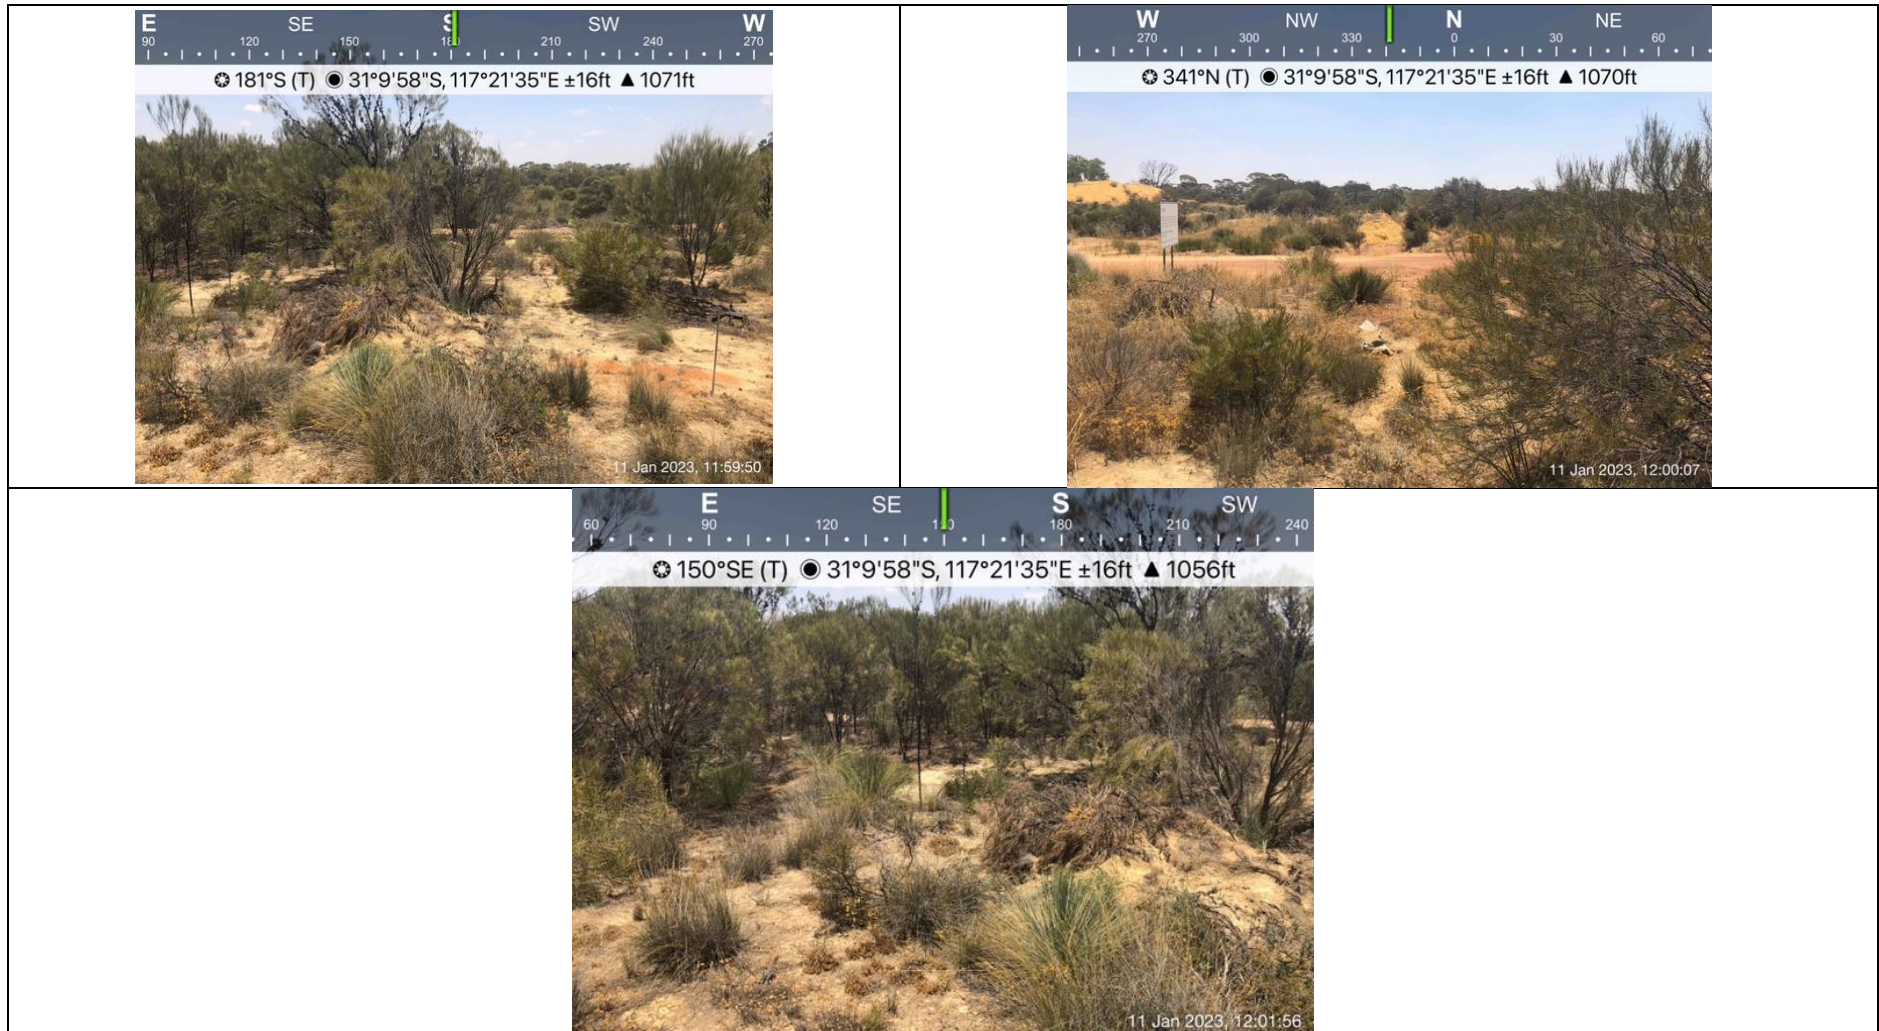 E SE S SW W
90 120 150 180 210 240 270
181°S (T) 31°9'58"S, 117°21'35"E ±16ft ▲ 1071ft
11 Jan 2023, 11:59:50
W NW N NE
270 300 330 0 30 60
341°N (T) 31°9'58"S, 117°21'35"E ±16ft ▲ 1070ft
11 Jan 2023, 12:00:07
E SE S SW
60 90 120 150 180 210 240
150°SE (T) 31°9'58"S, 117°21'35"E ±16ft ▲ 1056ft
11 Jan 2023, 12:01:56